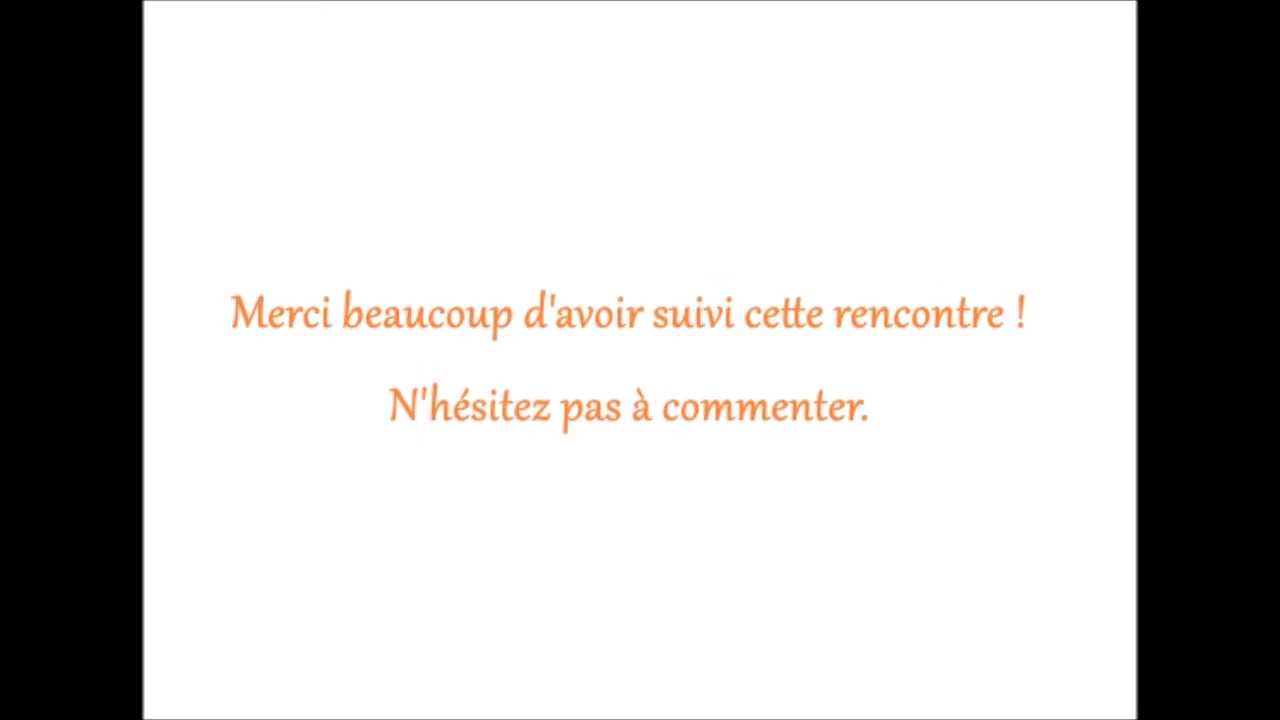 Merci beaucoup d'avoir suivi cette rencontre !
N'hésitez pas à commenter.